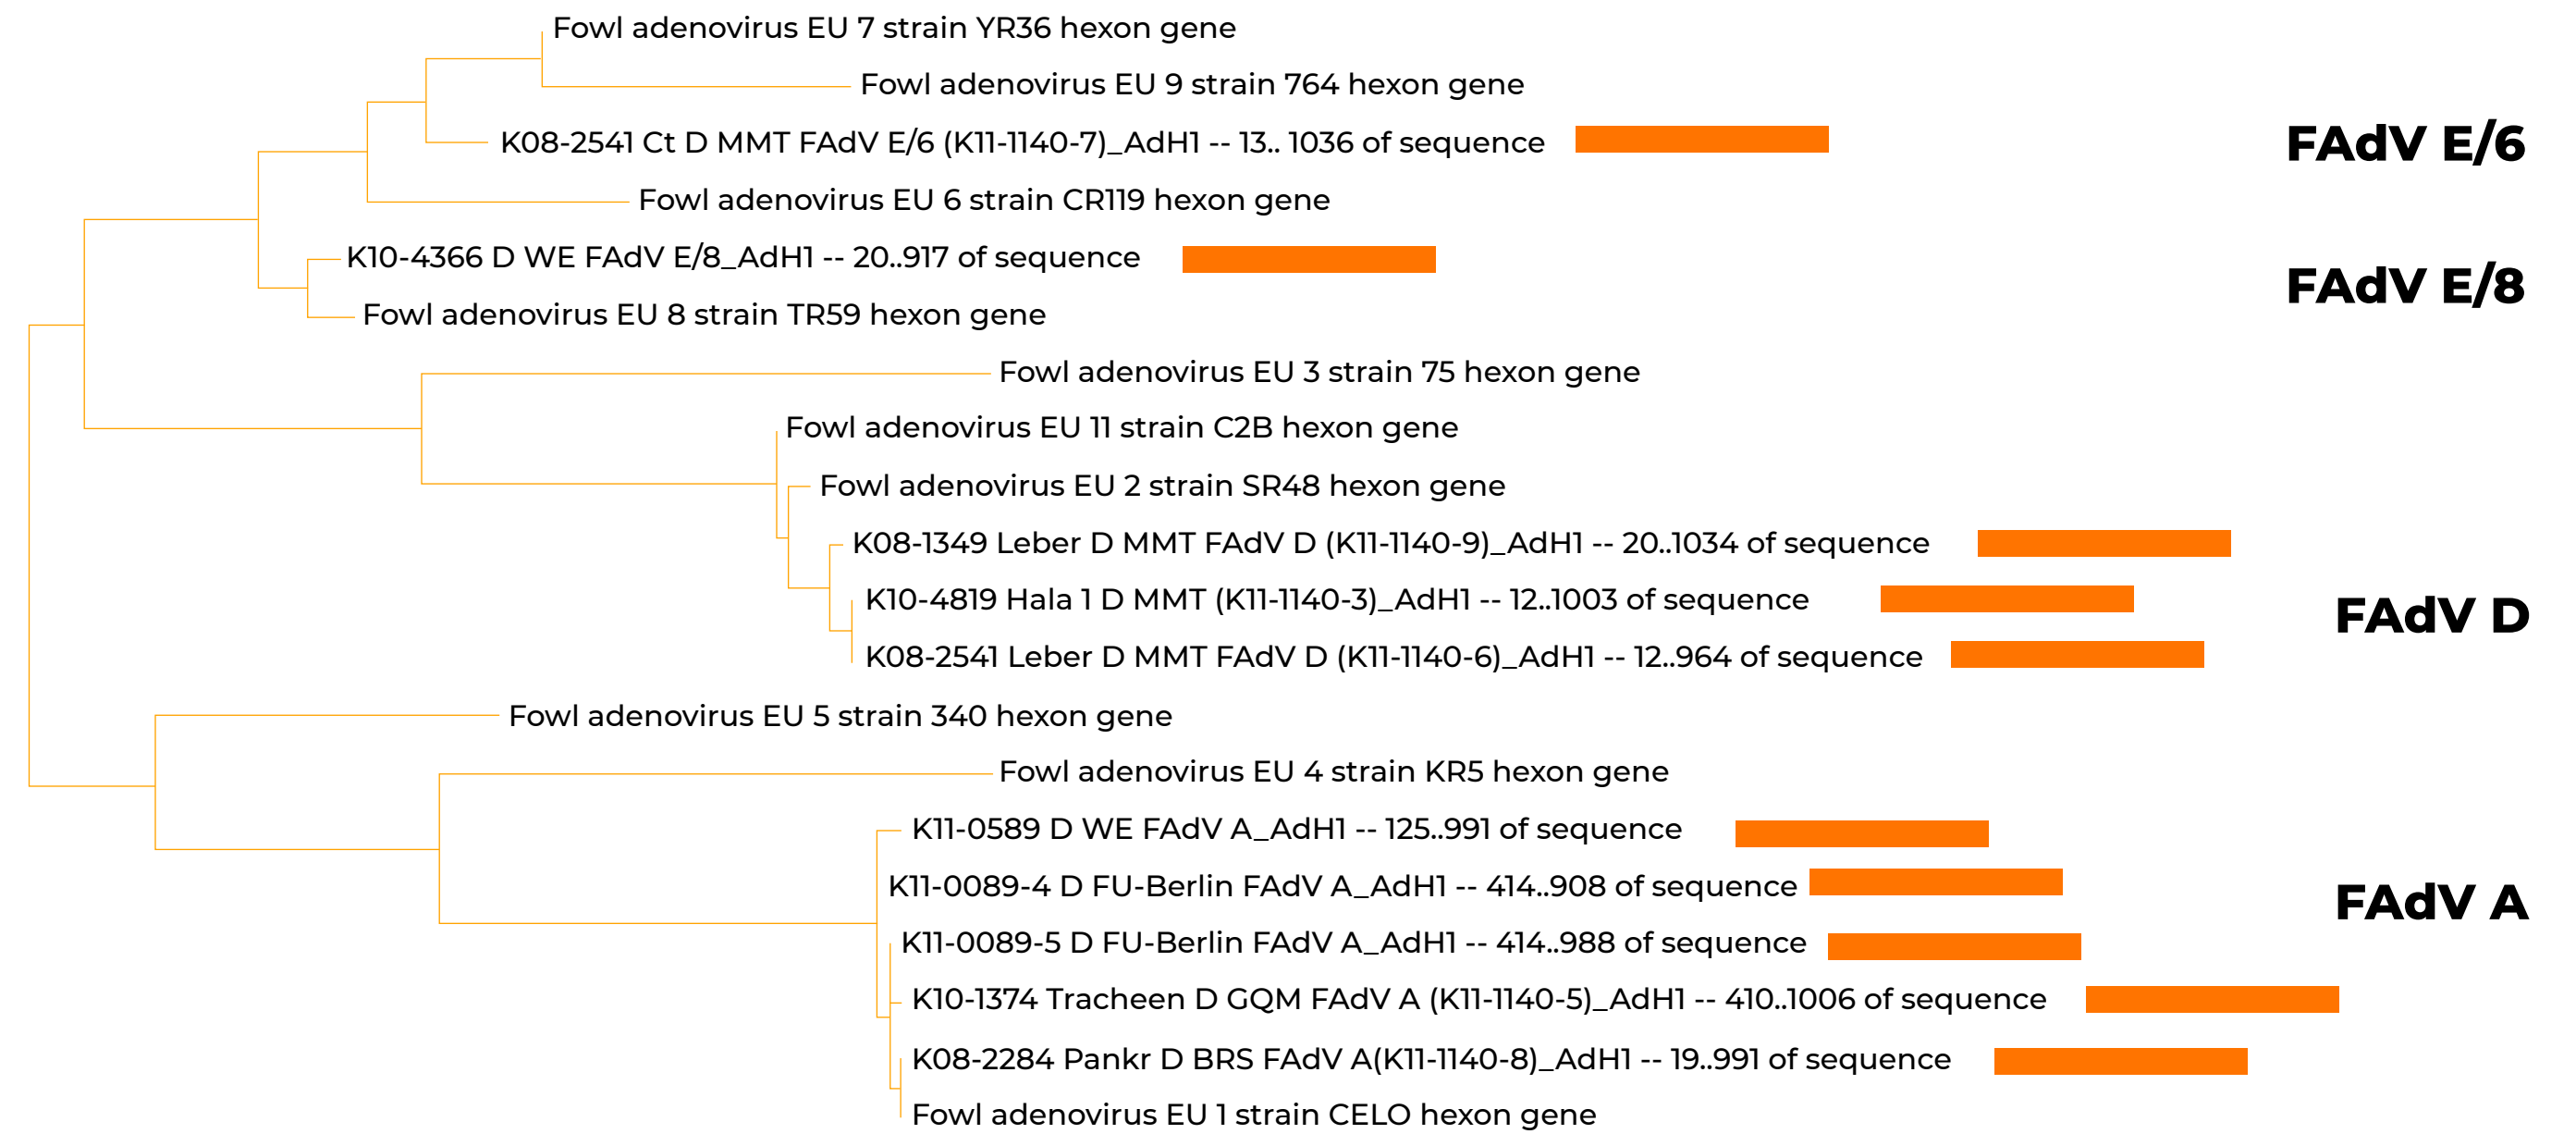 Fowl adenovirus EU 7 strain YR36 hexon gene
Fowl adenovirus EU 9 strain 764 hexon gene
K08-2541 Ct D MMT FAdV E/6 (K11-1140-7)_AdH1 -- 13.. 1036 of sequence
FAdV E/6
Fowl adenovirus EU 6 strain CR119 hexon gene
K10-4366 D WE FAdV E/8_AdH1 -- 20..917 of sequence
FAdV E/8
Fowl adenovirus EU 8 strain TR59 hexon gene
Fowl adenovirus EU 3 strain 75 hexon gene
Fowl adenovirus EU 11 strain C2B hexon gene
Fowl adenovirus EU 2 strain SR48 hexon gene
K08-1349 Leber D MMT FAdV D (K11-1140-9)_AdH1 -- 20..1034 of sequence
K10-4819 Hala 1 D MMT (K11-1140-3)_AdH1 -- 12..1003 of sequence
FAdV D
K08-2541 Leber D MMT FAdV D (K11-1140-6)_AdH1 -- 12..964 of sequence
Fowl adenovirus EU 5 strain 340 hexon gene
Fowl adenovirus EU 4 strain KR5 hexon gene
K11-0589 D WE FAdV A_AdH1 -- 125..991 of sequence
K11-0089-4 D FU-Berlin FAdV A_AdH1 -- 414..908 of sequence
FAdV A
K11-0089-5 D FU-Berlin FAdV A_AdH1 -- 414..988 of sequence
K10-1374 Tracheen D GQM FAdV A (K11-1140-5)_AdH1 -- 410..1006 of sequence
K08-2284 Pankr D BRS FAdV A(K11-1140-8)_AdH1 -- 19..991 of sequence
Fowl adenovirus EU 1 strain CELO hexon gene